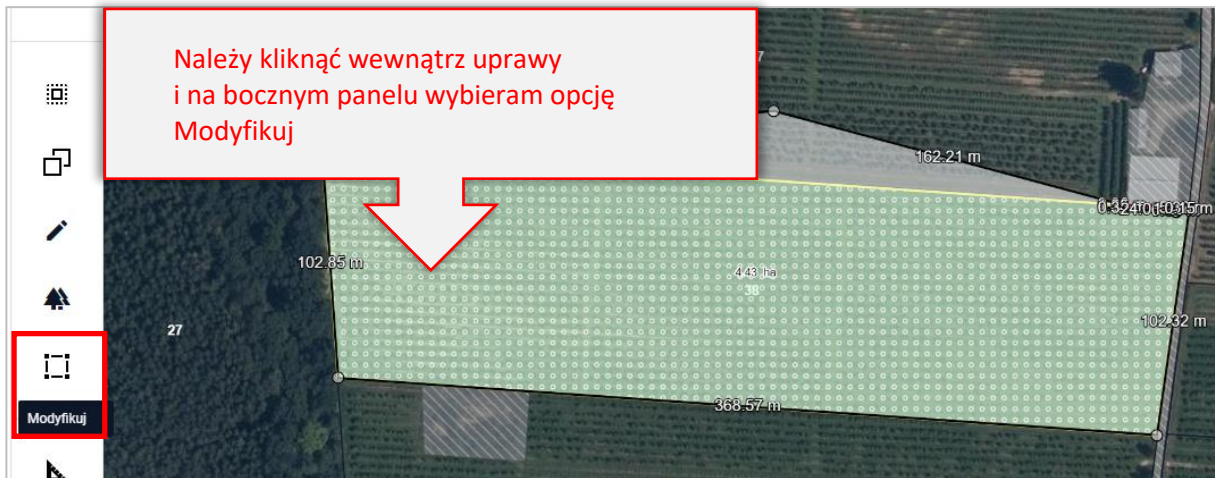 Należy kliknąć wewnątrz uprawy
i na bocznym panelu wybieram opcję
Modyfikuj
7
162.21 m
102.85 m
4.43 ha
38
102.32 m
27
368.57 m
Modyfikuj